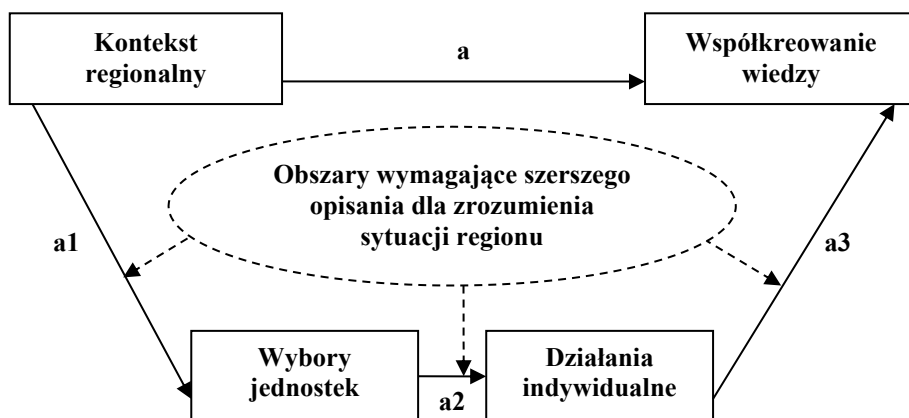 Kontekst
regionalny
a
Współkreowanie
wiedzy
Obszary wymagające szerszego
opisania dla zrozumienia
sytuacji regionu
a1
a3
Wybory
jednostek
a2
Działania
indywidualne